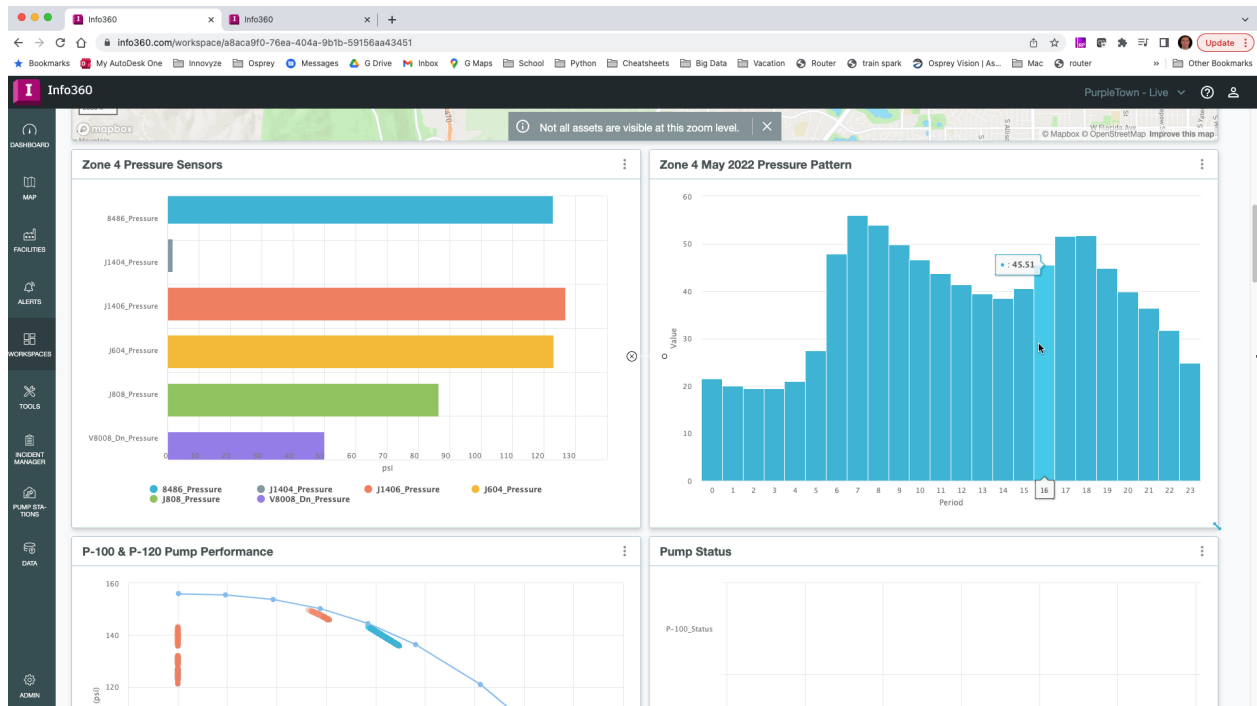 Info360
Info360
info360.com/workspace/a8aca9f0-76ea-404a-9b1b-59156aa43451
Update
Bookmarks My AutoDesk One Innovyze Osprey Messages G Drive Inbox G Maps School Python Cheatsheets Big Data Vacation Router train spark Osprey Vision | As... Mac router » Other Bookmarks
I Info360
PurpleTown - Live
DASHBOARD
MAP
FACILITIES
ALERTS
WORKSPACES
TOOLS
INCIDENT
MANAGER
PUMP STA-
TIONS
DATA
ADMIN
mapbox
Not all assets are visible at this zoom level.
W Florida Ave
© Mapbox © OpenStreetMap Improve this map
Zone 4 Pressure Sensors
8486_Pressure
J1404_Pressure
J1406_Pressure
J604_Pressure
J808_Pressure
V8008_Dn_Pressure
0 10 20 30 40 50 60 70 80 90 100 110 120 130
psi
8486_Pressure J1404_Pressure J1406_Pressure J604_Pressure
J808_Pressure V8008_Dn_Pressure
Zone 4 May 2022 Pressure Pattern
60
50
40
30
20
10
0
Value
: 45.51
0 1 2 3 4 5 6 7 8 9 10 11 12 13 14 15 16 17 18 19 20 21 22 23
Period
P-100 & P-120 Pump Performance
160
140
120
(psi)
Pump Status
P-100_Status